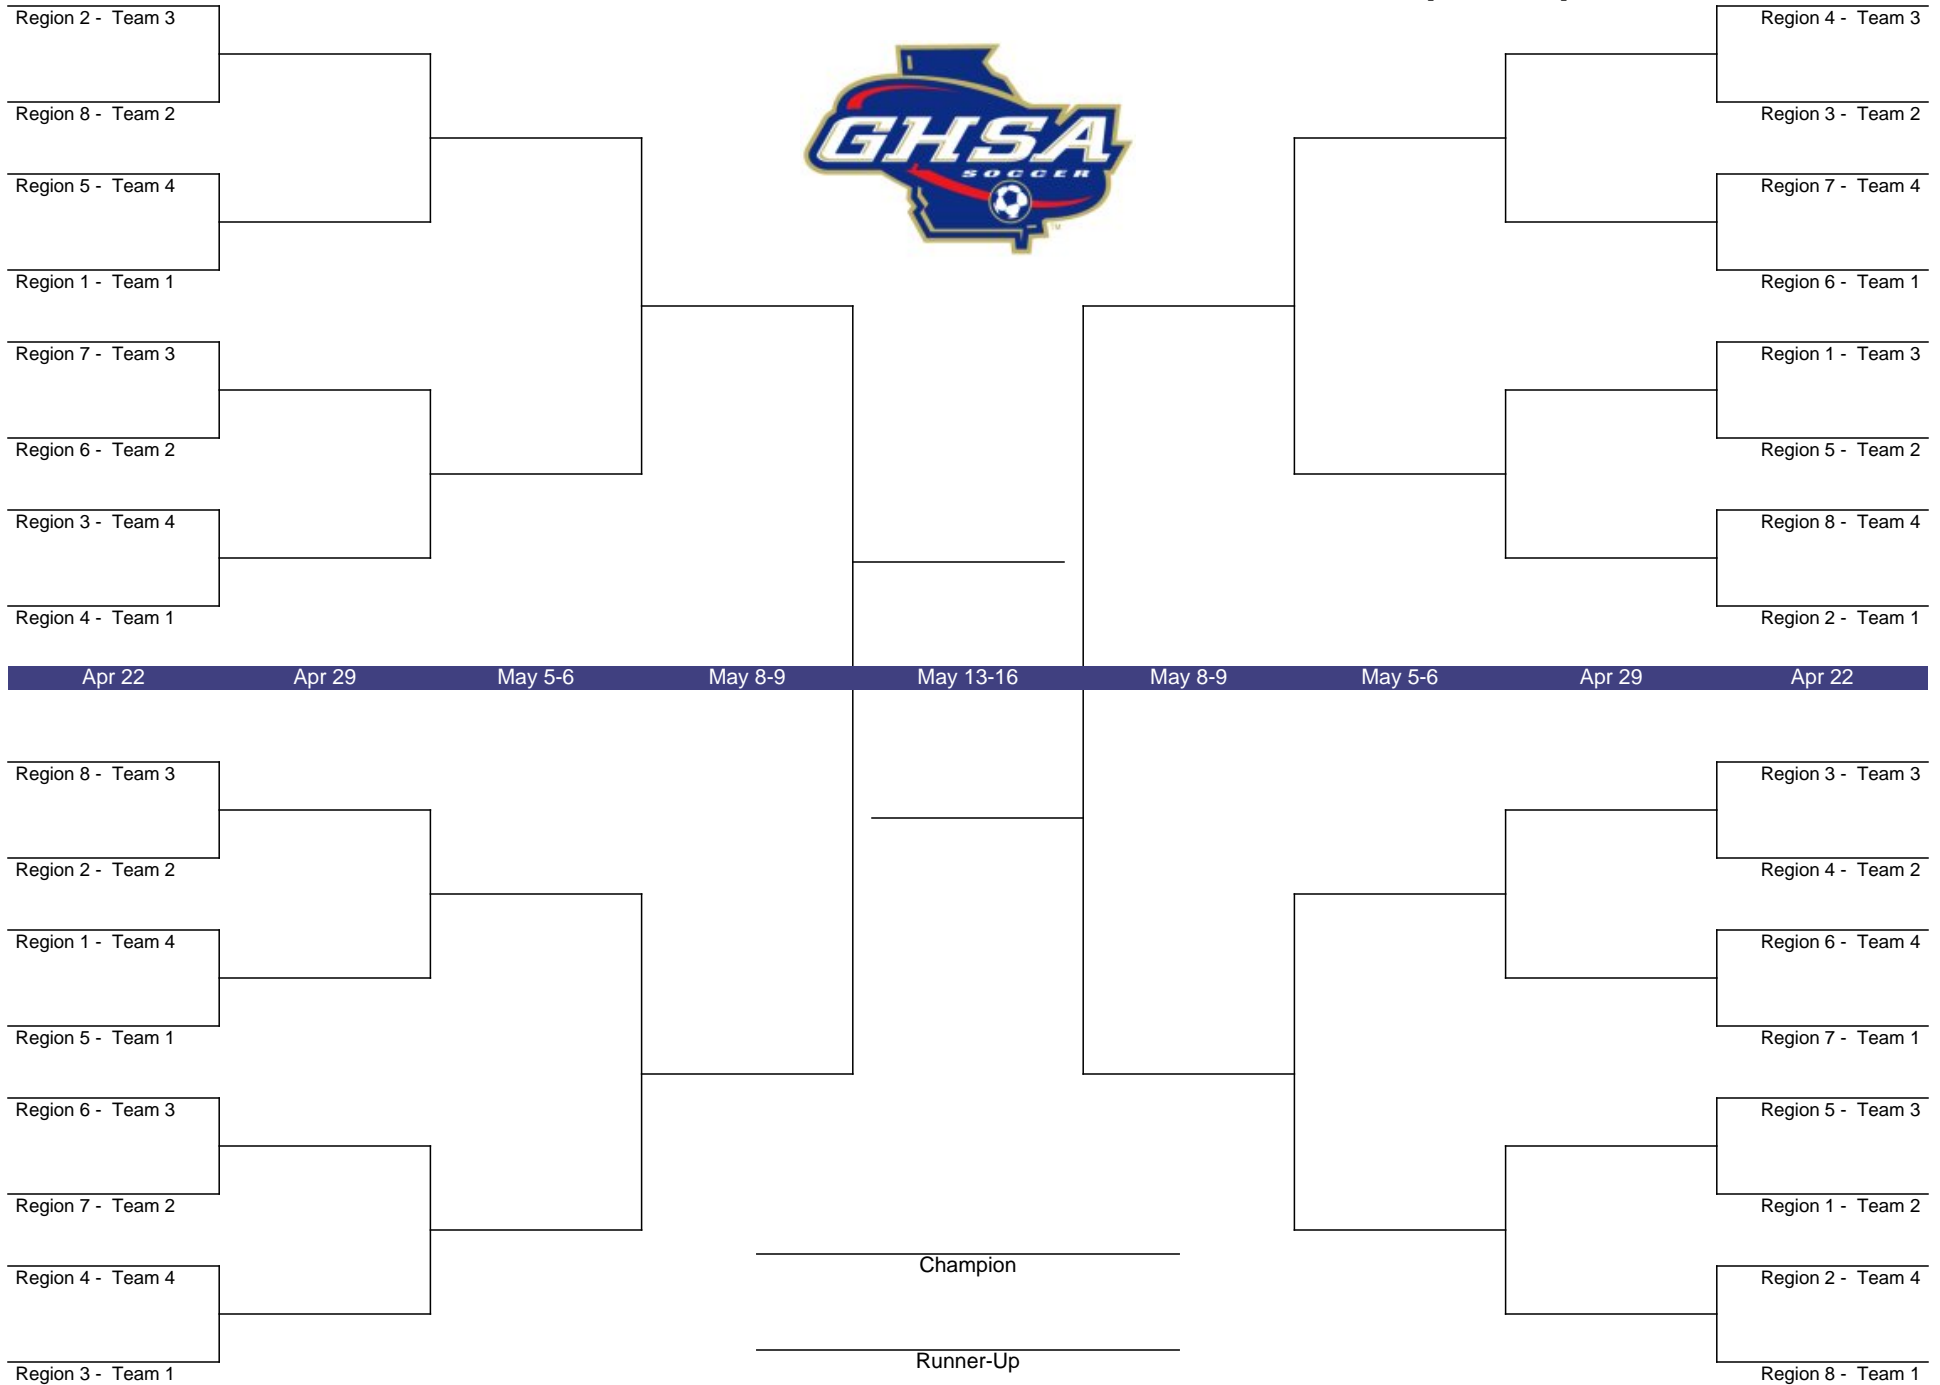 Region 2 - Team 3
Region 8 - Team 2
Region 5 - Team 4
Region 1 - Team 1
Region 7 - Team 3
Region 6 - Team 2
Region 3 - Team 4
Region 4 - Team 1
GHSA
SOCCER
TM
Region 4 - Team 3
Region 3 - Team 2
Region 7 - Team 4
Region 6 - Team 1
Region 1 - Team 3
Region 5 - Team 2
Region 8 - Team 4
Region 2 - Team 1
Apr 22 Apr 29 May 5-6 May 8-9 May 13-16 May 8-9 May 5-6 Apr 29 Apr 22
Region 8 - Team 3
Region 2 - Team 2
Region 1 - Team 4
Region 5 - Team 1
Region 6 - Team 3
Region 7 - Team 2
Region 4 - Team 4
Region 3 - Team 1
Champion
Runner-Up
Region 3 - Team 3
Region 4 - Team 2
Region 6 - Team 4
Region 7 - Team 1
Region 5 - Team 3
Region 1 - Team 2
Region 2 - Team 4
Region 8 - Team 1